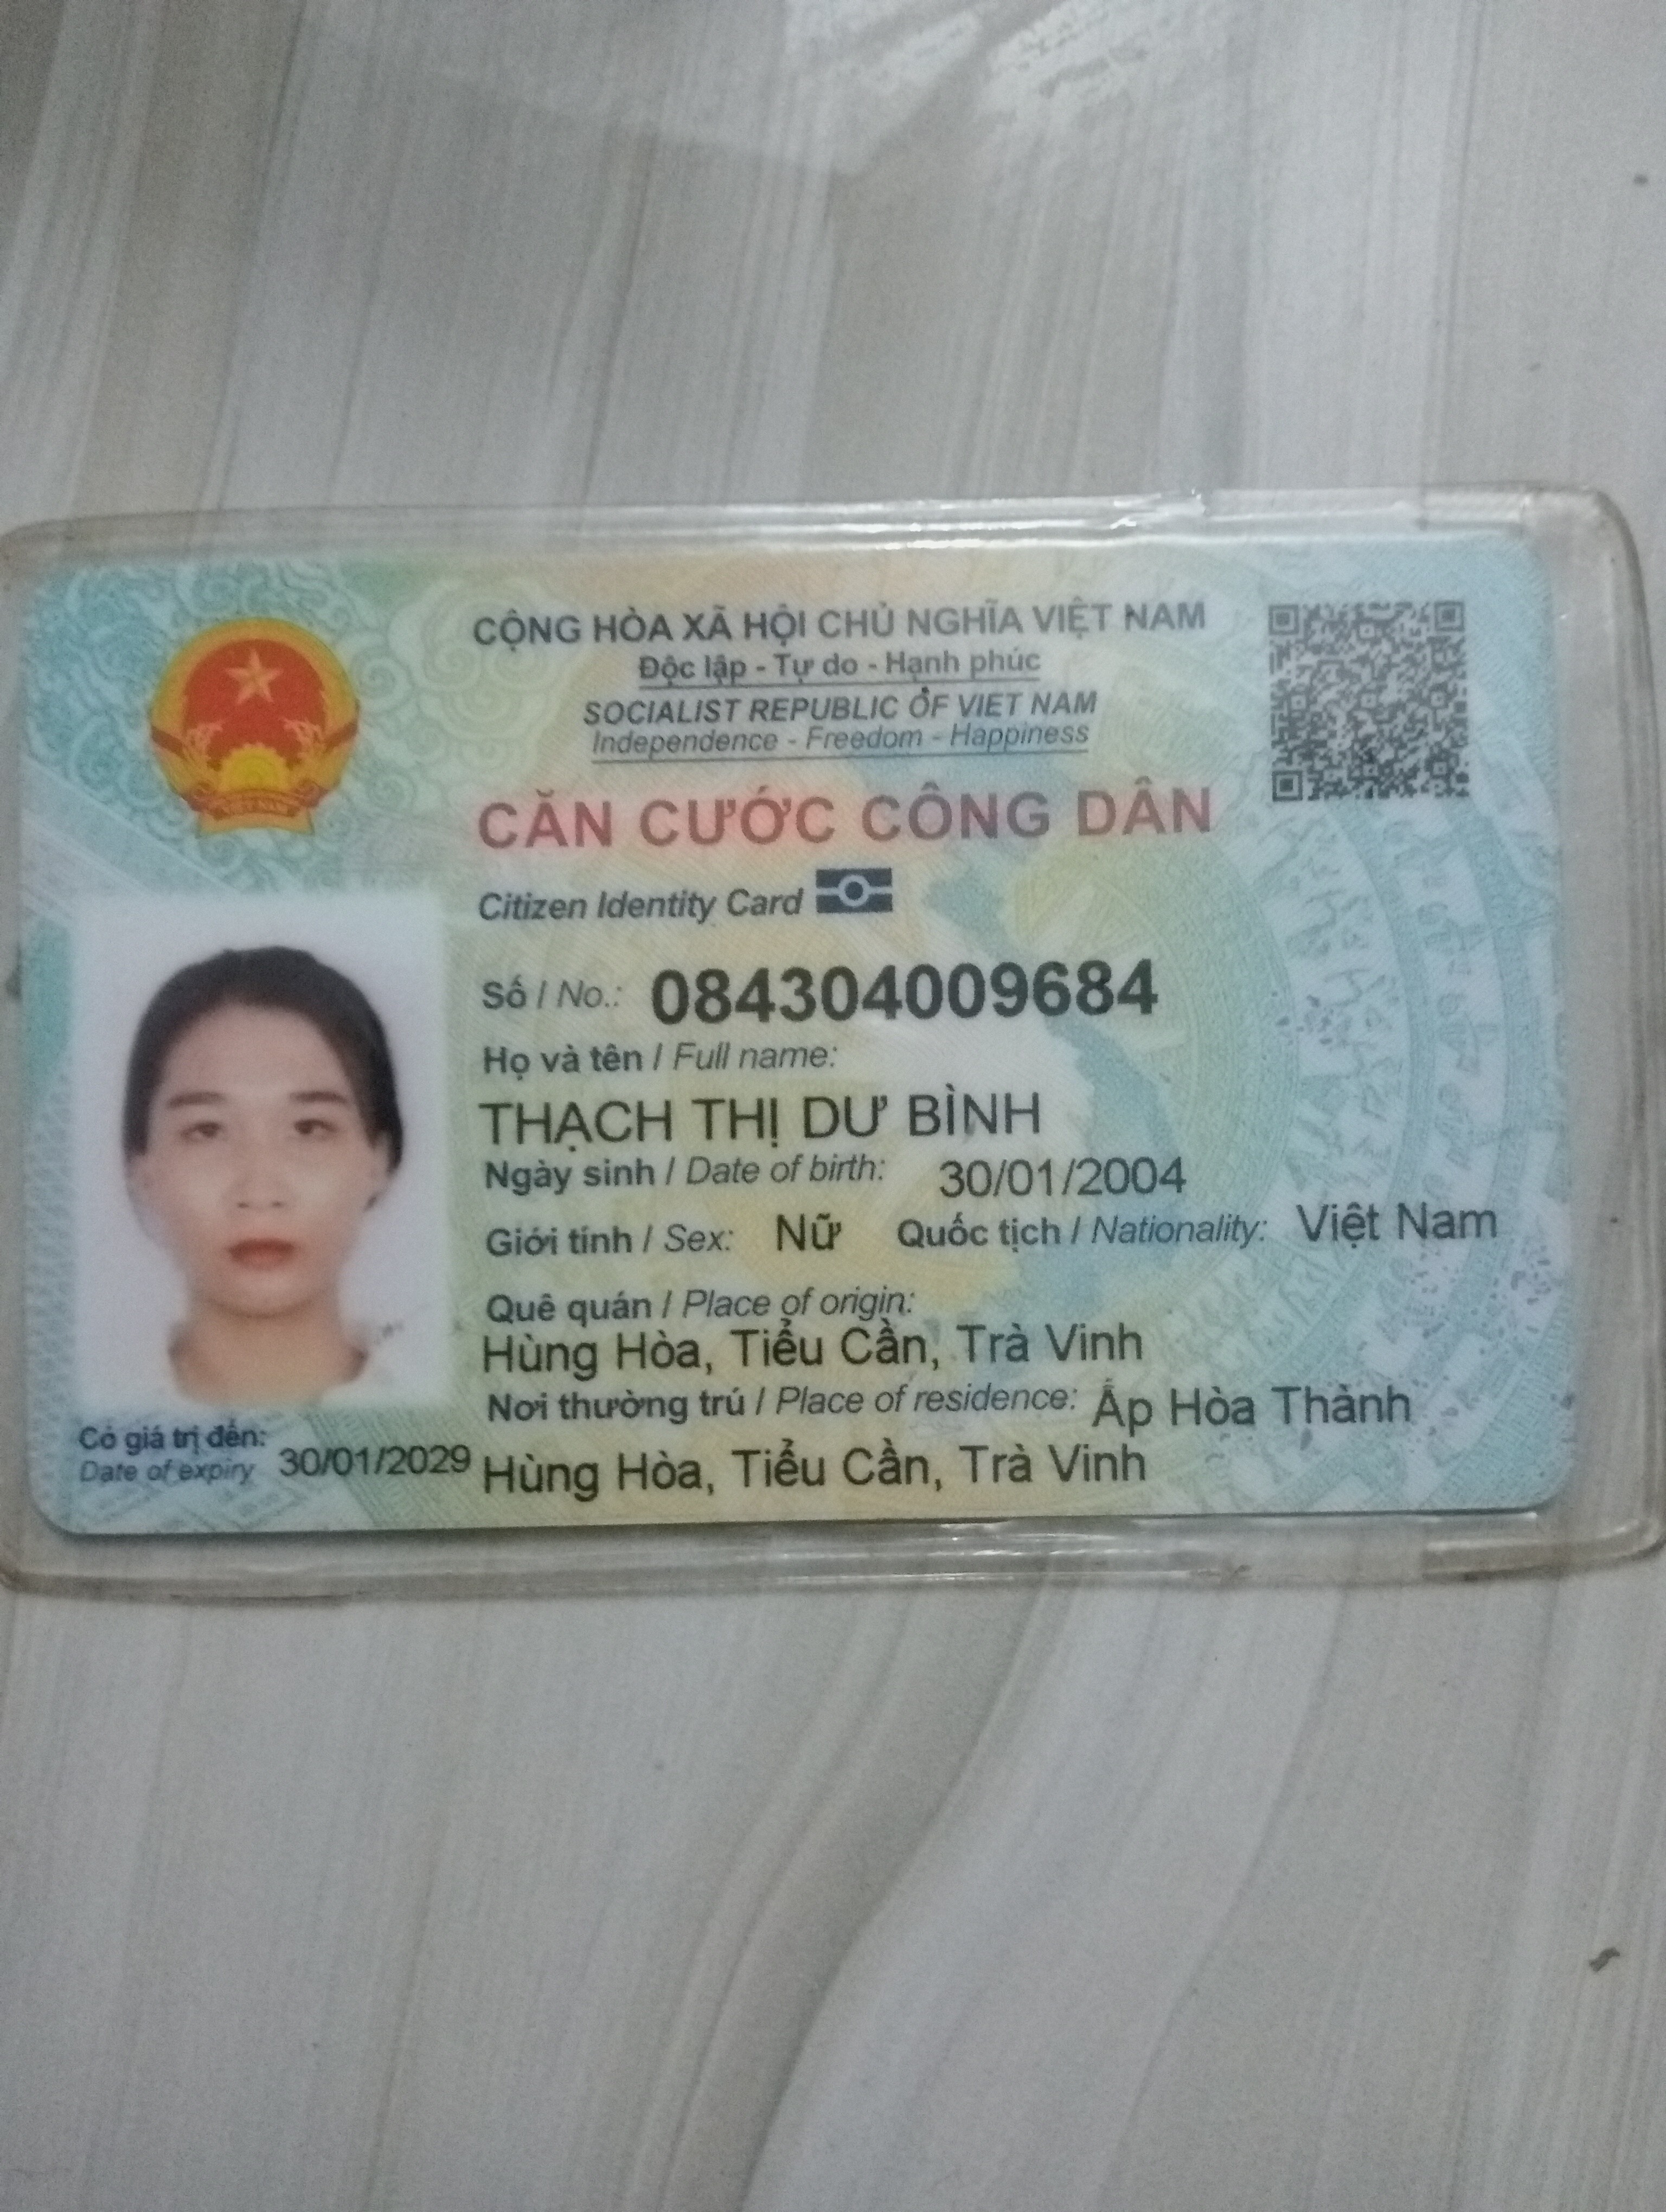 CỘNG HÒA XÃ HỘI CHỦ NGHĨA VIỆT NAM
Độc lập - Tự do - Hạnh phúc
SOCIALIST REPUBLIC OF VIET NAM
Independence - Freedom - Happiness
CĂN CƯỚC CÔNG DÂN
Citizen Identity Card
Số / No.: 084304009684
Họ và tên / Full name:
THẠCH THỊ DƯ BÌNH
Ngày sinh / Date of birth: 30/01/2004
Giới tính / Sex: Nữ Quốc tịch / Nationality: Việt Nam
Quê quán / Place of origin:
Hùng Hòa, Tiểu Cần, Trà Vinh
Nơi thường trú / Place of residence: Ấp Hòa Thành
Hùng Hòa, Tiểu Cần, Trà Vinh
Có giá trị đến: 30/01/2029
Date of expiry